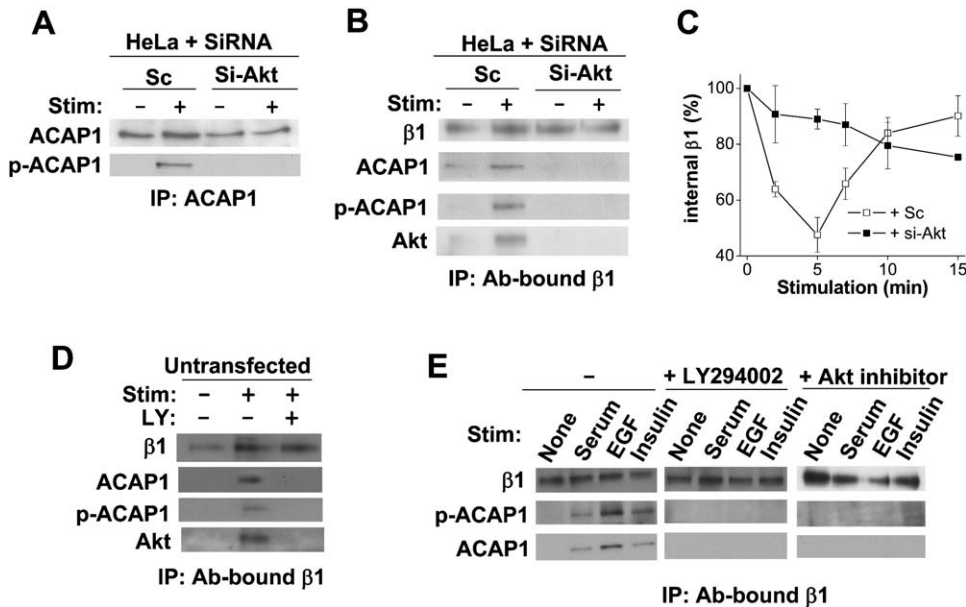 A
HeLa + SiRNA
Sc Si-Akt
Stim: – + – +
ACAP1
p-ACAP1
IP: ACAP1
B
HeLa + SiRNA
Sc Si-Akt
Stim: – + – +
β1
ACAP1
p-ACAP1
Akt
IP: Ab-bound β1
C
internal β1 (%)
100
80
60
40
0 5 10 15
Stimulation (min)
+ Sc
+ si-Akt
D
Untransfected
Stim: – + +
LY: – – +
β1
ACAP1
p-ACAP1
Akt
IP: Ab-bound β1
E
– + LY294002 + Akt inhibitor
Stim: None Serum EGF Insulin None Serum EGF Insulin None Serum EGF Insulin
β1
p-ACAP1
ACAP1
IP: Ab-bound β1